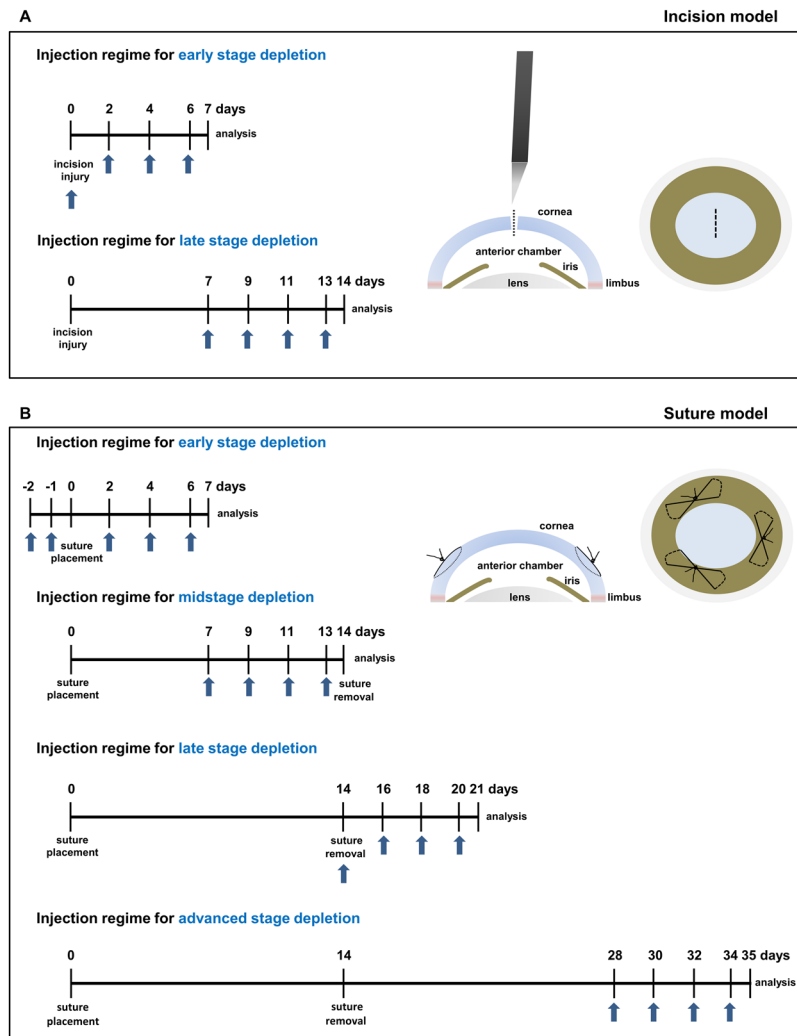 A
Incision model
Injection regime for early stage depletion
0 2 4 6 7 days
analysis
incision
injury
Injection regime for late stage depletion
0 7 9 11 13 14 days
analysis
incision
injury
cornea
anterior chamber
iris
lens
limbus
B
Suture model
Injection regime for early stage depletion
-2 -1 0 2 4 6 7 days
analysis
suture
placement
Injection regime for midstage depletion
0 7 9 11 13 14 days
analysis
suture
placement
suture
removal
cornea
anterior chamber
iris
lens
limbus
Injection regime for late stage depletion
0 14 16 18 20 21 days
analysis
suture
placement
suture
removal
Injection regime for advanced stage depletion
0 14 28 30 32 34 35 days
analysis
suture
placement
suture
removal